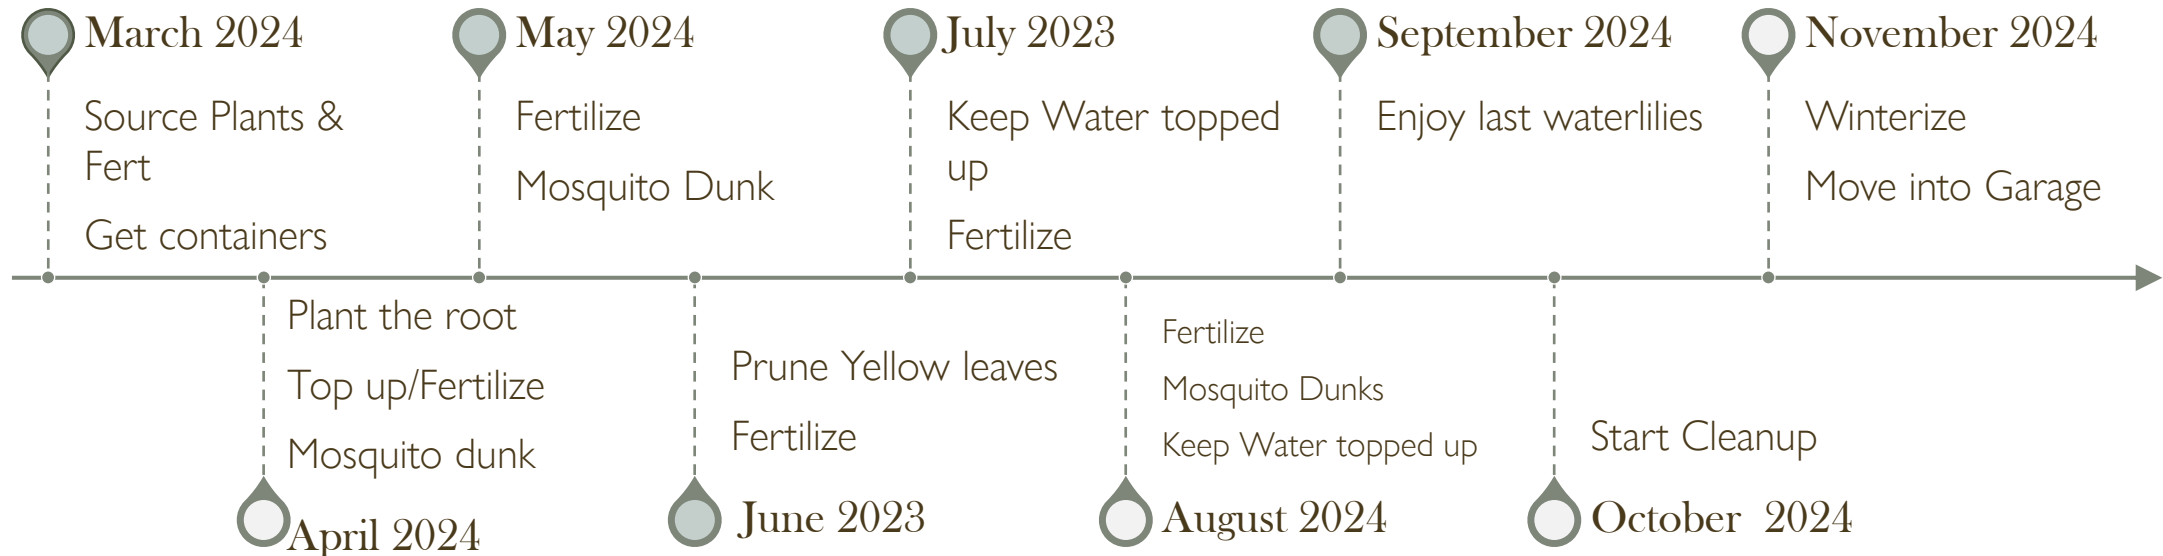 March 2024
Source Plants &
Fert
Get containers
April 2024
Plant the root
Top up/Fertilize
Mosquito dunk
May 2024
Fertilize
Mosquito Dunk
June 2023
Prune Yellow leaves
Fertilize
July 2023
Keep Water topped
up
Fertilize
August 2024
Fertilize
Mosquito Dunks
Keep Water topped up
September 2024
Enjoy last waterlilies
October 2024
Start Cleanup
November 2024
Winterize
Move into Garage